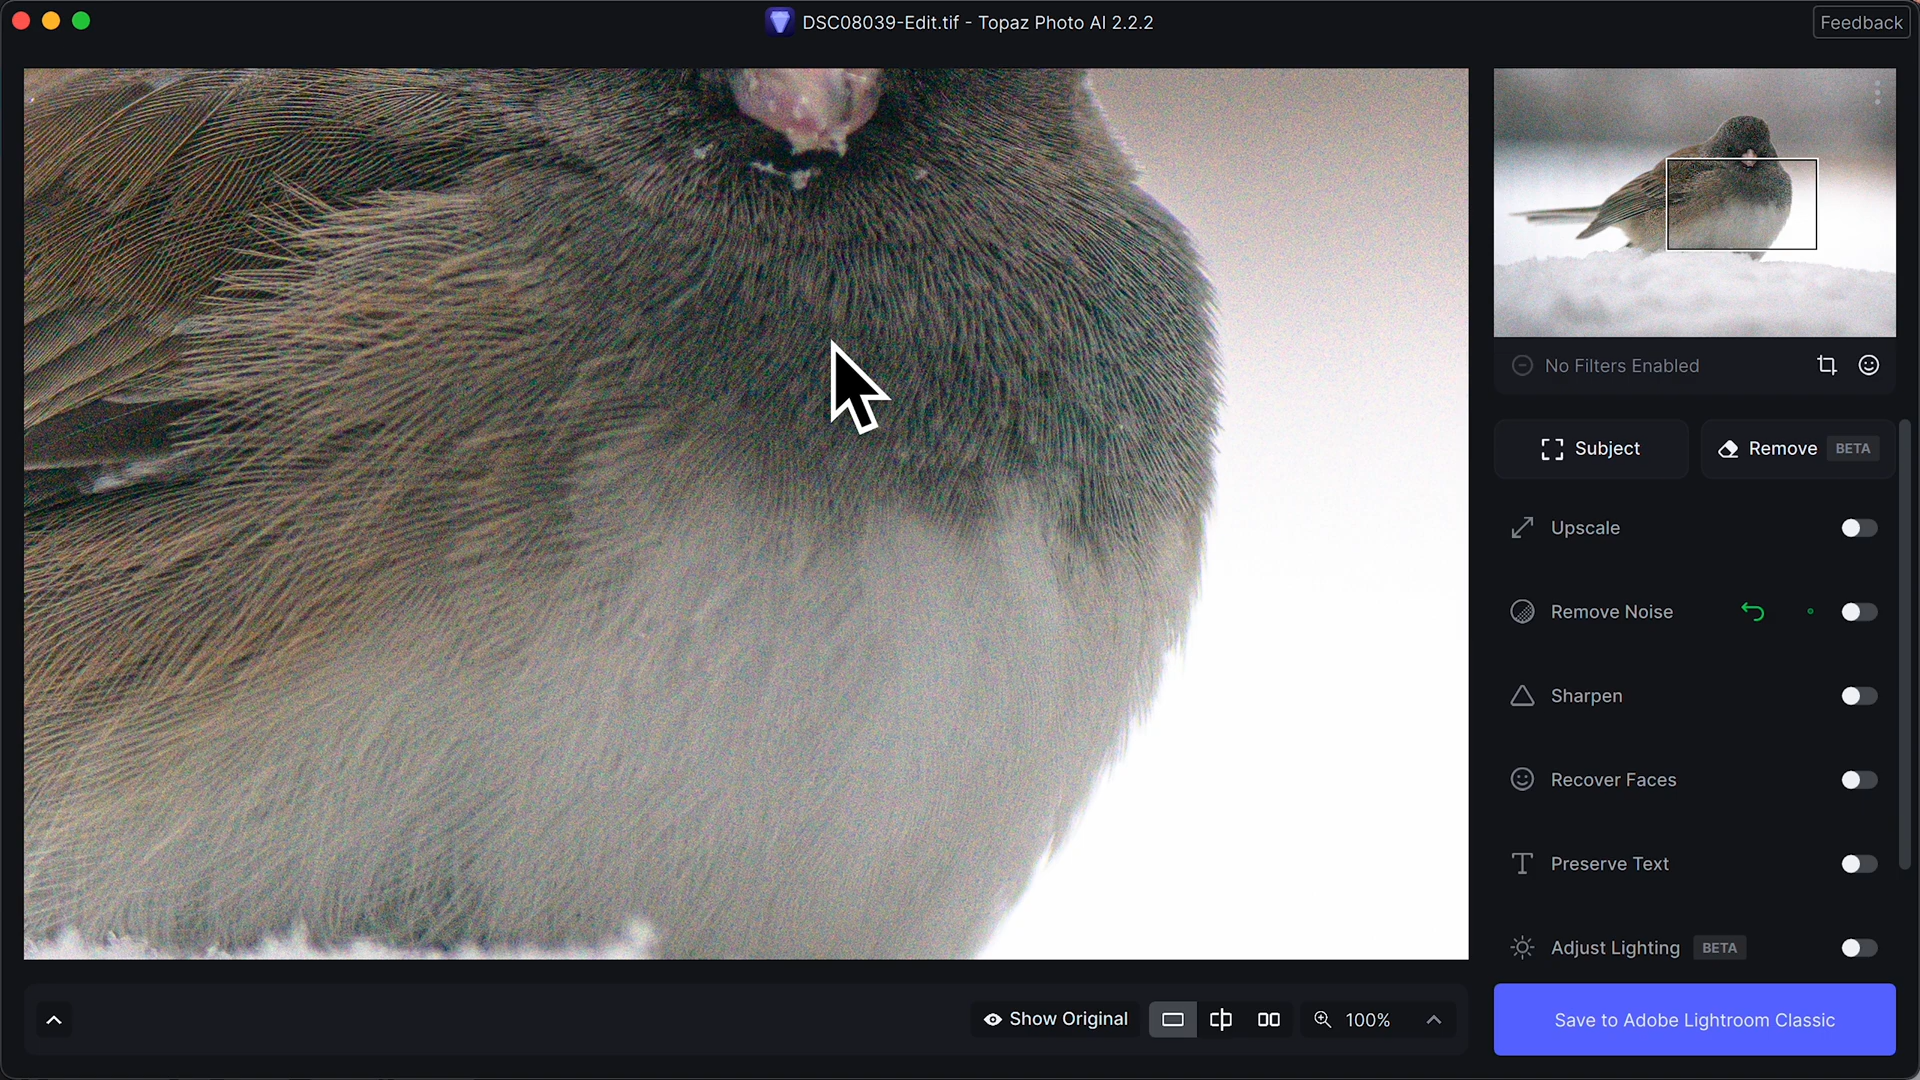 DSC08039-Edit.tif - Topaz Photo AI 2.2.2
Feedback
No Filters Enabled
Subject
Remove BETA
Upscale
Remove Noise
Sharpen
Recover Faces
Preserve Text
Adjust Lighting BETA
Show Original
100%
Save to Adobe Lightroom Classic